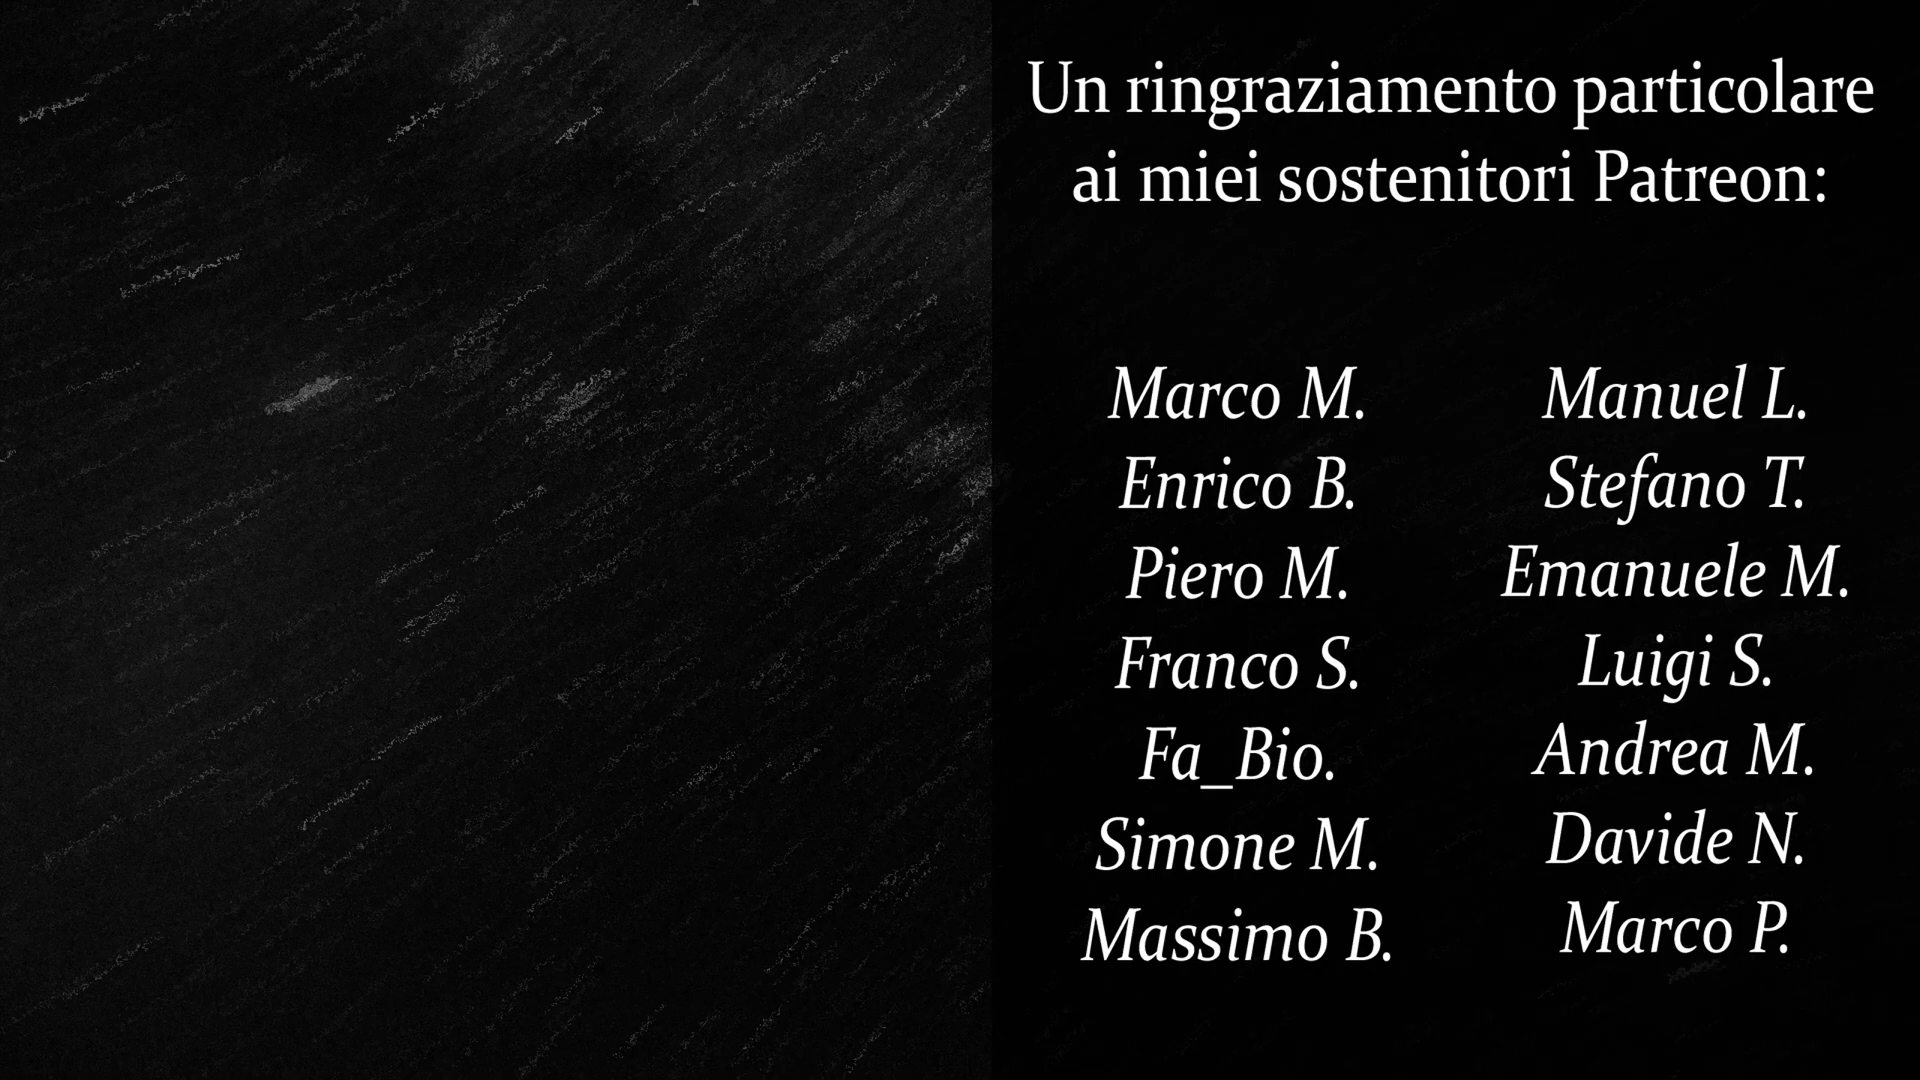 Un ringraziamento particolare
ai miei sostenitori Patreon:
Marco M.
Enrico B.
Piero M.
Franco S.
Fa_Bio.
Simone M.
Massimo B.
Manuel L.
Stefano T.
Emanuele M.
Luigi S.
Andrea M.
Davide N.
Marco P.